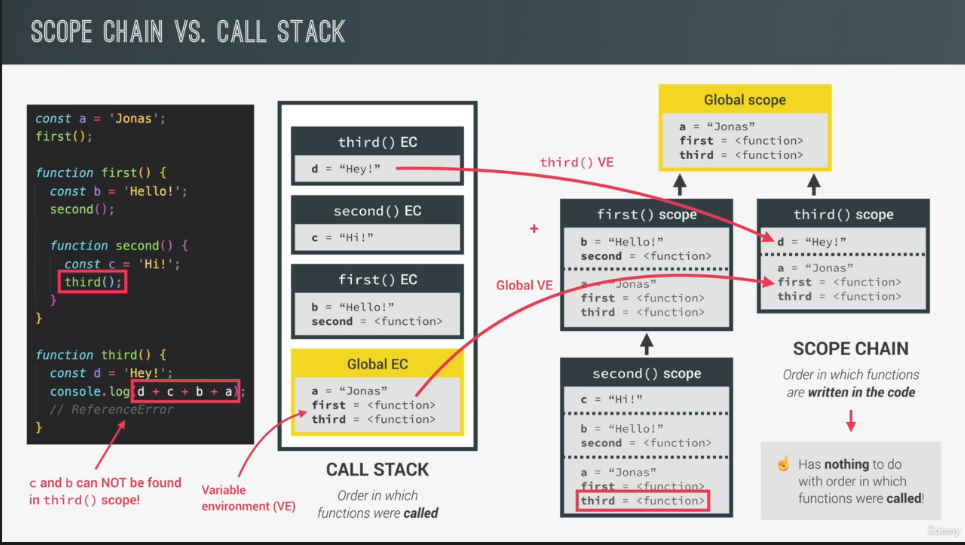 SCOPE CHAIN VS. CALL STACK
const a = 'Jonas';
first();
function first() {
const b = 'Hello!';
second();
function second() {
const c = 'Hi!';
third();
}
}
function third() {
const d = 'Hey!';
console.log(d + c + b + a);
// ReferenceError
}
c and b can NOT be found
in third() scope!
third() EC
d = “Hey!”
second() EC
c = “Hi!”
first() EC
b = “Hello!”
second = <function>
Global EC
a = “Jonas”
first = <function>
third = <function>
Variable
environment (VE)
CALL STACK
Order in which
functions were called
third() VE
+
Global VE
Global scope
a = “Jonas”
first = <function>
third = <function>
first() scope
b = “Hello!”
second = <function>
a = “Jonas”
first = <function>
third = <function>
second() scope
c = “Hi!”
b = “Hello!”
second = <function>
a = “Jonas”
first = <function>
third = <function>
third() scope
d = “Hey!”
a = “Jonas”
first = <function>
third = <function>
SCOPE CHAIN
Order in which functions
are written in the code
☝ Has nothing to do
with order in which
functions were called!
ûdemy